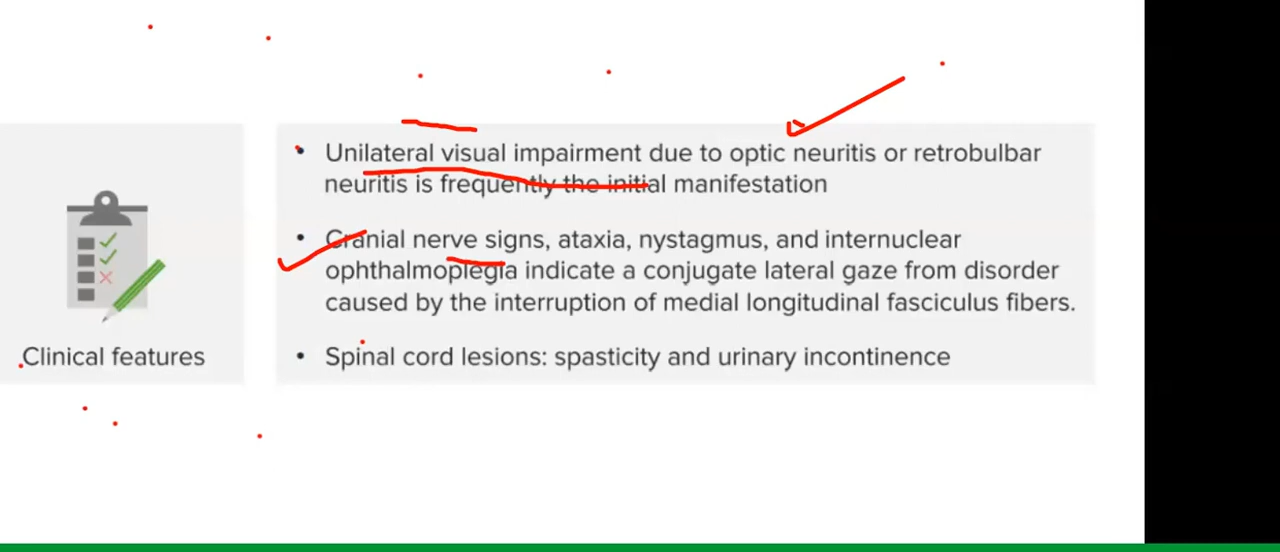 Unilateral visual impairment due to optic neuritis or retrobulbar
neuritis is frequently the initial manifestation
Cranial nerve signs, ataxia, nystagmus, and internuclear
ophthalmoplegia indicate a conjugate lateral gaze from disorder
caused by the interruption of medial longitudinal fasciculus fibers.
Spinal cord lesions: spasticity and urinary incontinence
Clinical features